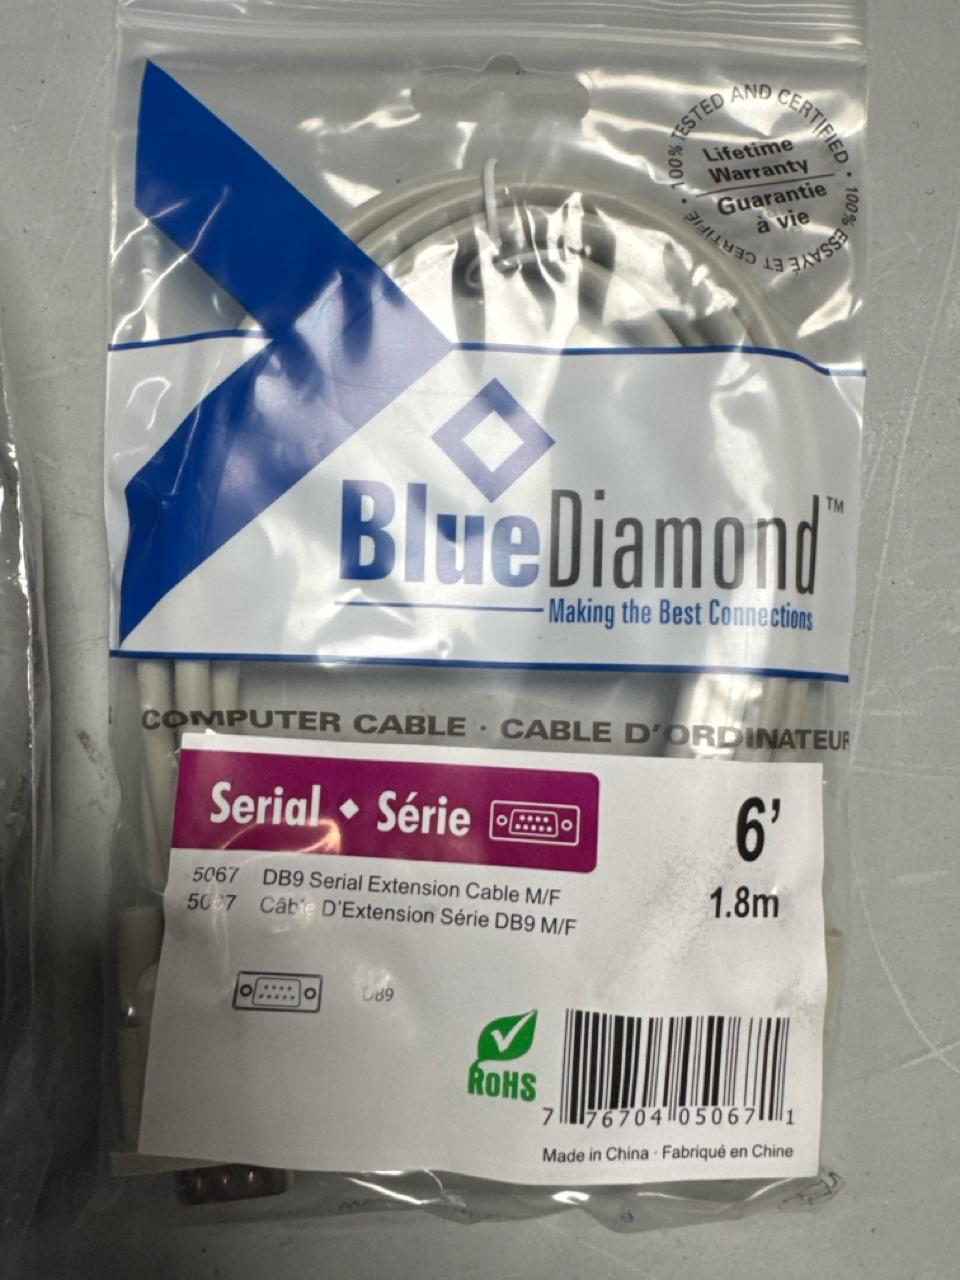 100% TESTED AND CERTIFIED · 100% ESSAYÉ ET CERTIFIÉ ·
Lifetime
Warranty
Guarantie
à vie
BlueDiamond™
Making the Best Connections
COMPUTER CABLE · CABLE D'ORDINATEUR
Serial ◆ Série
6'
1.8m
5067 DB9 Serial Extension Cable M/F
5067 Câble D'Extension Série DB9 M/F
DB9
RoHS
7 76704 05067 1
Made in China · Fabriqué en Chine